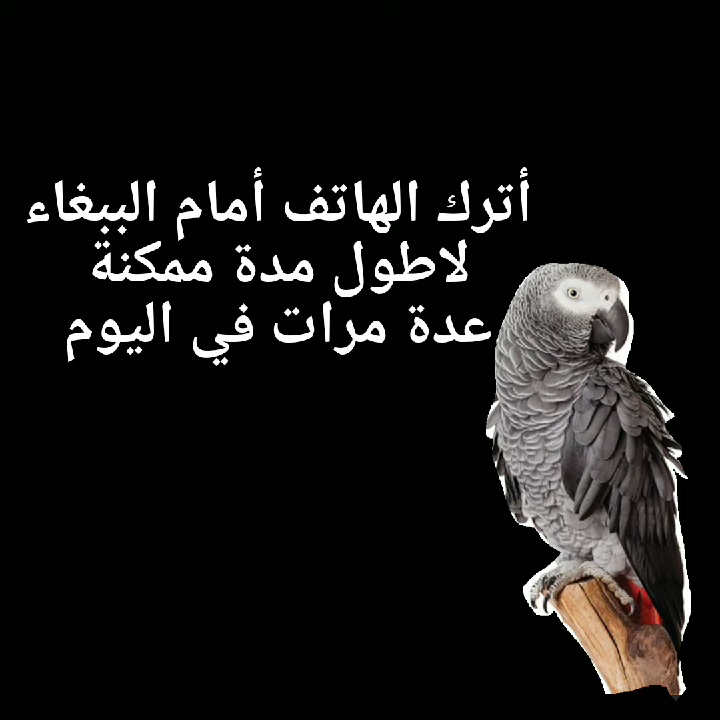 أترك الهاتف أمام الببغاء
لاطول مدة ممكنة
عدة مرات في اليوم